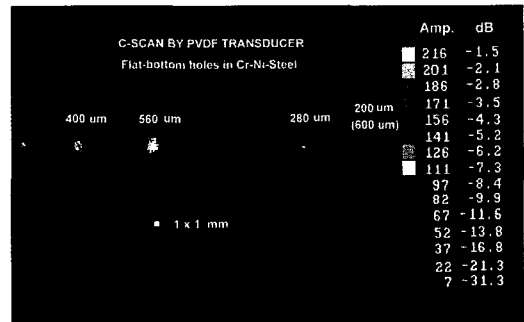 C-SCAN BY PVDF TRANSDUCER
Flat-bottom holes in Cr-Ni-Steel
400 um
560 um
280 um
200 um
(600 um)
1 x 1 mm
Amp. dB
216 -1.5
201 -2.1
186 -2.8
171 -3.5
156 -4.3
141 -5.2
126 -6.2
111 -7.3
97 -8.4
82 -9.9
67 -11.6
52 -13.8
37 -16.8
22 -21.3
7 -31.3